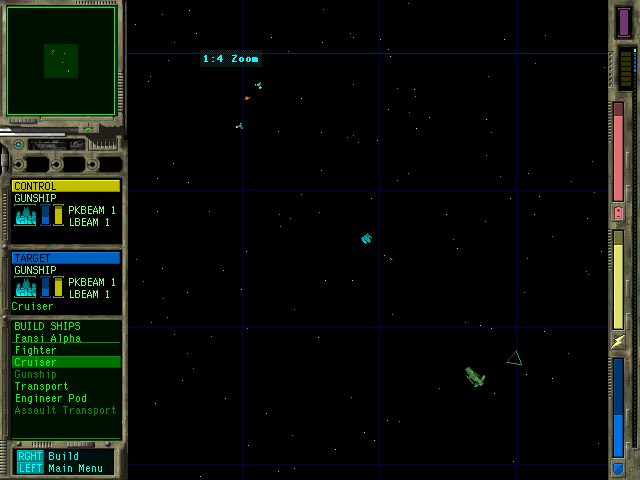 1:4 Zoom
CONTROL
GUNSHIP
PKBEAM 1
LBEAM 1
TARGET
GUNSHIP
PKBEAM 1
LBEAM 1
Cruiser
BUILD SHIPS
Fansi Alpha
Fighter
Cruiser
Gunship
Transport
Engineer Pod
Assault Transport
RGHT Build
LEFT Main Menu